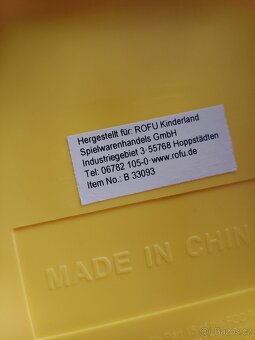 Hergestellt für: ROFU Kinderland
Spielwarenhandels GmbH
Industriegebiet 3· 55768 Hoppstädten
Tel: 06782 105-0·www.rofu.de
Item No.: B 33093
MADE IN CHIN